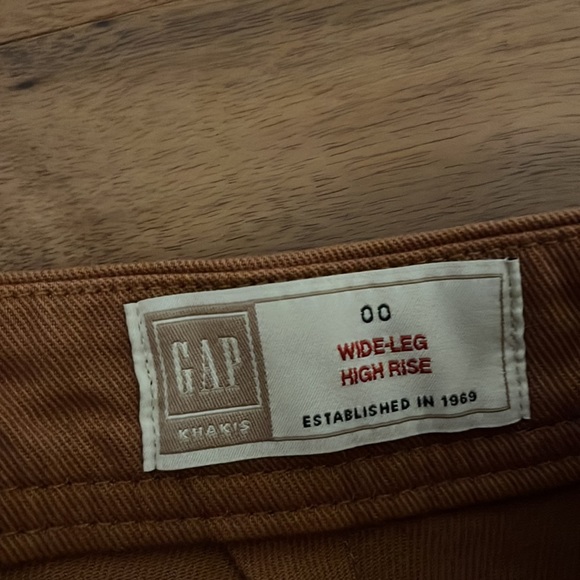 GAP
KHAKIS
00
WIDE-LEG
HIGH RISE
ESTABLISHED IN 1969